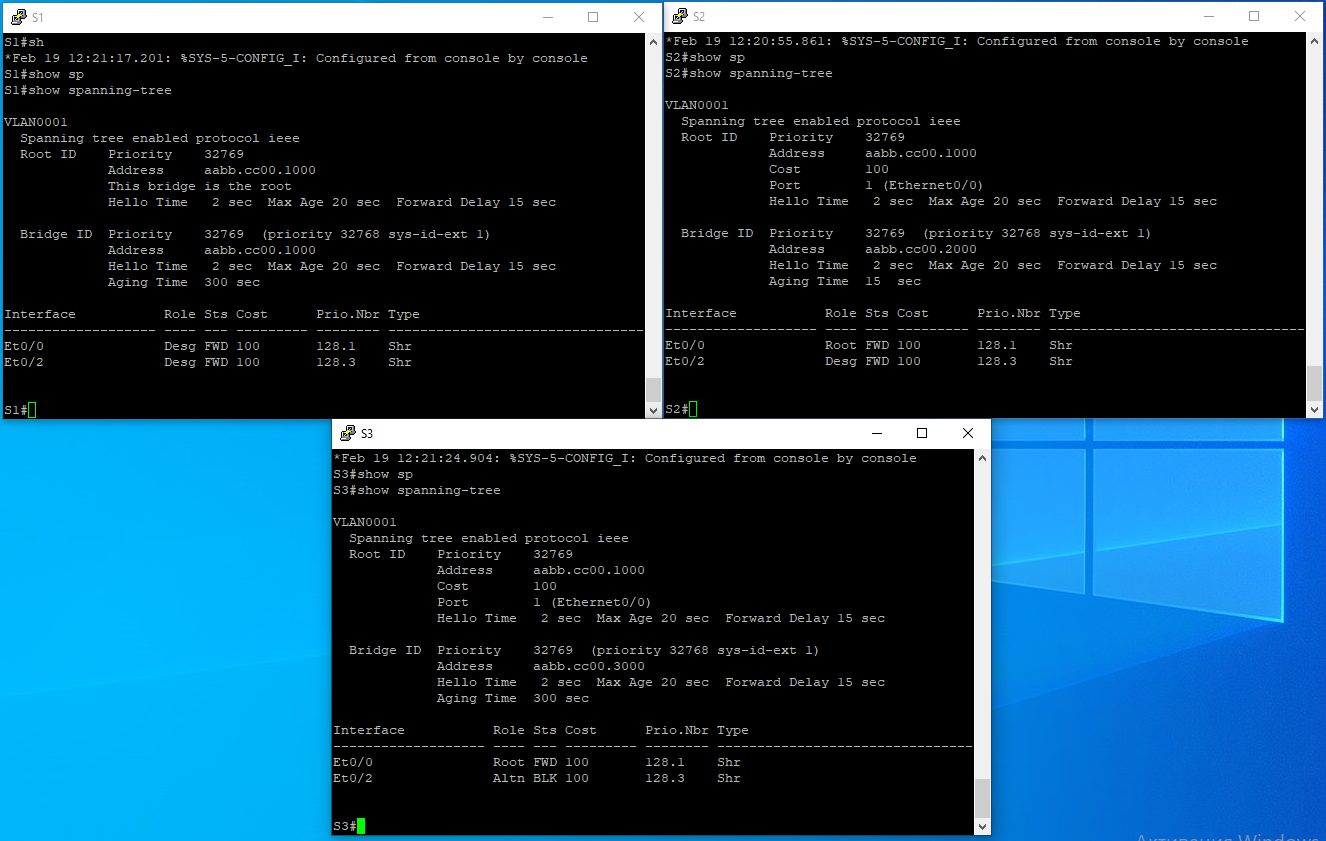 S1
S1#sh
*Feb 19 12:21:17.201: %SYS-5-CONFIG_I: Configured from console by console
S1#show sp
S1#show spanning-tree
VLAN0001
  Spanning tree enabled protocol ieee
  Root ID    Priority    32769
             Address     aabb.cc00.1000
             This bridge is the root
             Hello Time   2 sec  Max Age 20 sec  Forward Delay 15 sec
  Bridge ID  Priority    32769  (priority 32768 sys-id-ext 1)
             Address     aabb.cc00.1000
             Hello Time   2 sec  Max Age 20 sec  Forward Delay 15 sec
             Aging Time  300 sec
Interface           Role Sts Cost      Prio.Nbr Type
------------------- ---- --- --------- -------- --------------------------------
Et0/0               Desg FWD 100       128.1    Shr
Et0/2               Desg FWD 100       128.3    Shr
S1#
S2
*Feb 19 12:20:55.861: %SYS-5-CONFIG_I: Configured from console by console
S2#show sp
S2#show spanning-tree
VLAN0001
  Spanning tree enabled protocol ieee
  Root ID    Priority    32769
             Address     aabb.cc00.1000
             Cost        100
             Port        1 (Ethernet0/0)
             Hello Time   2 sec  Max Age 20 sec  Forward Delay 15 sec
  Bridge ID  Priority    32769  (priority 32768 sys-id-ext 1)
             Address     aabb.cc00.2000
             Hello Time   2 sec  Max Age 20 sec  Forward Delay 15 sec
             Aging Time  15  sec
Interface           Role Sts Cost      Prio.Nbr Type
------------------- ---- --- --------- -------- --------------------------------
Et0/0               Root FWD 100       128.1    Shr
Et0/2               Desg FWD 100       128.3    Shr
S2#
S3
*Feb 19 12:21:24.904: %SYS-5-CONFIG_I: Configured from console by console
S3#show sp
S3#show spanning-tree
VLAN0001
  Spanning tree enabled protocol ieee
  Root ID    Priority    32769
             Address     aabb.cc00.1000
             Cost        100
             Port        1 (Ethernet0/0)
             Hello Time   2 sec  Max Age 20 sec  Forward Delay 15 sec
  Bridge ID  Priority    32769  (priority 32768 sys-id-ext 1)
             Address     aabb.cc00.3000
             Hello Time   2 sec  Max Age 20 sec  Forward Delay 15 sec
             Aging Time  300 sec
Interface           Role Sts Cost      Prio.Nbr Type
------------------- ---- --- --------- -------- --------------------------------
Et0/0               Root FWD 100       128.1    Shr
Et0/2               Altn BLK 100       128.3    Shr
S3#
Активация Windows